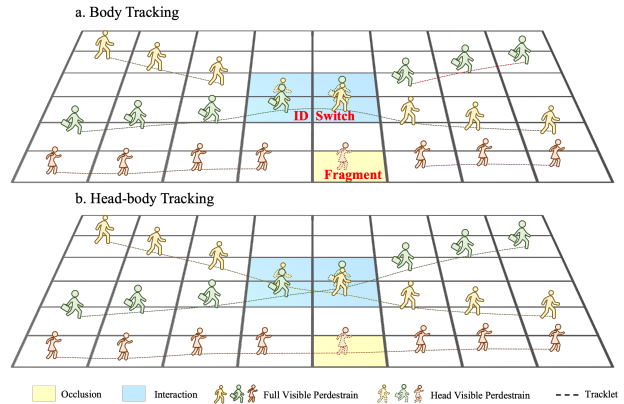 a. Body Tracking
ID Switch
Fragment
b. Head-body Tracking
Occlusion
Interaction
Full Visible Perdestrain
Head Visible Perdestrain
Tracklet